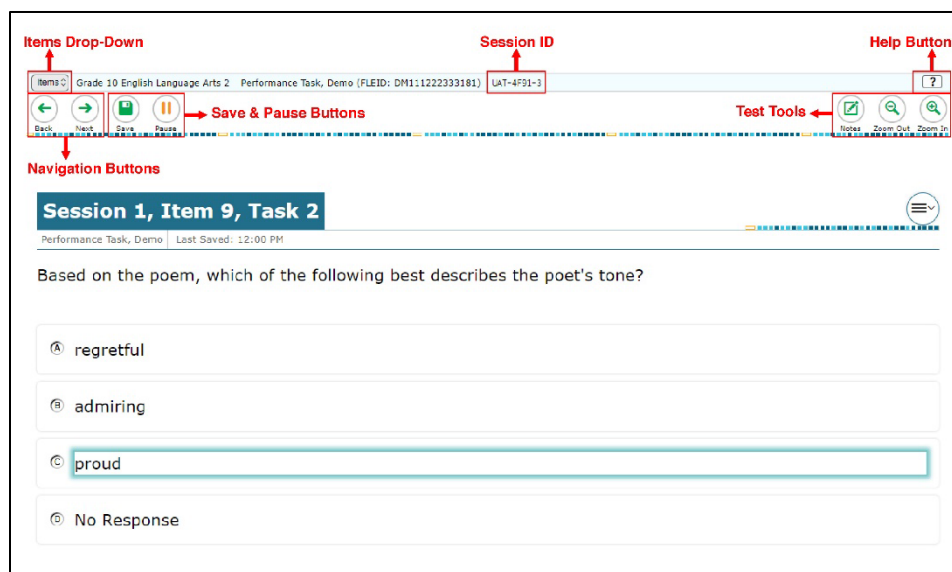 Items Drop-Down Session ID Help Button
Items Grade 10 English Language Arts 2 Performance Task, Demo (FLEID: DM111222333181) UAT-4F91-3 ?
Save & Pause Buttons Test Tools
Back Next Save Pause Notes Zoom Out Zoom In
Navigation Buttons
Session 1, Item 9, Task 2
Performance Task, Demo Last Saved: 12:00 PM
Based on the poem, which of the following best describes the poet's tone?
A regretful
B admiring
C proud
D No Response